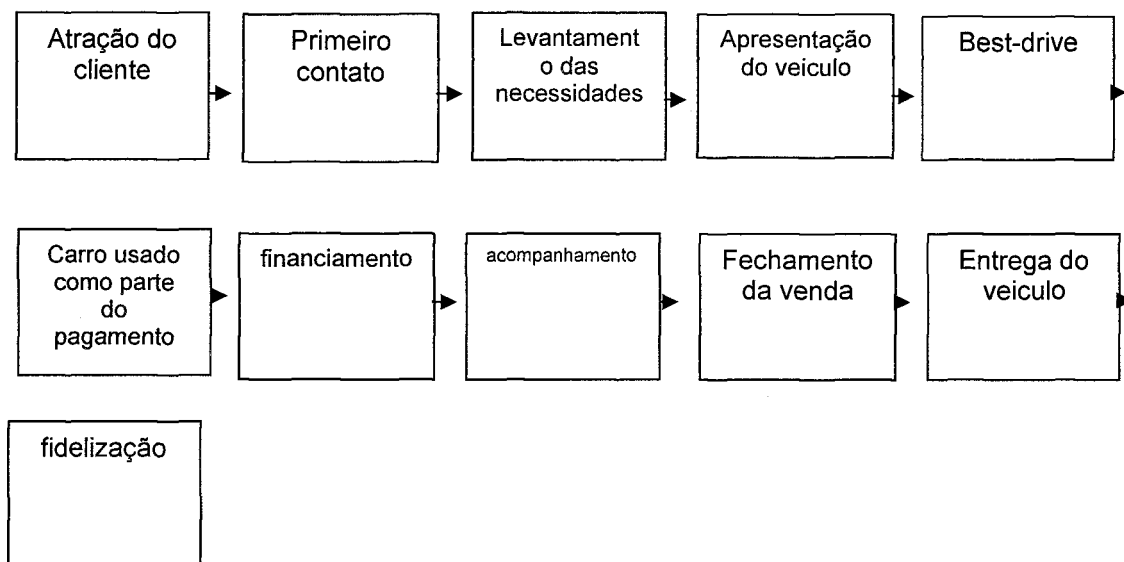 Atração do
cliente
Primeiro
contato
Levantament
o das
necessidades
Apresentação
do veiculo
Best-drive
Carro usado
como parte
do
pagamento
financiamento
acompanhamento
Fechamento
da venda
Entrega do
veiculo
fidelização